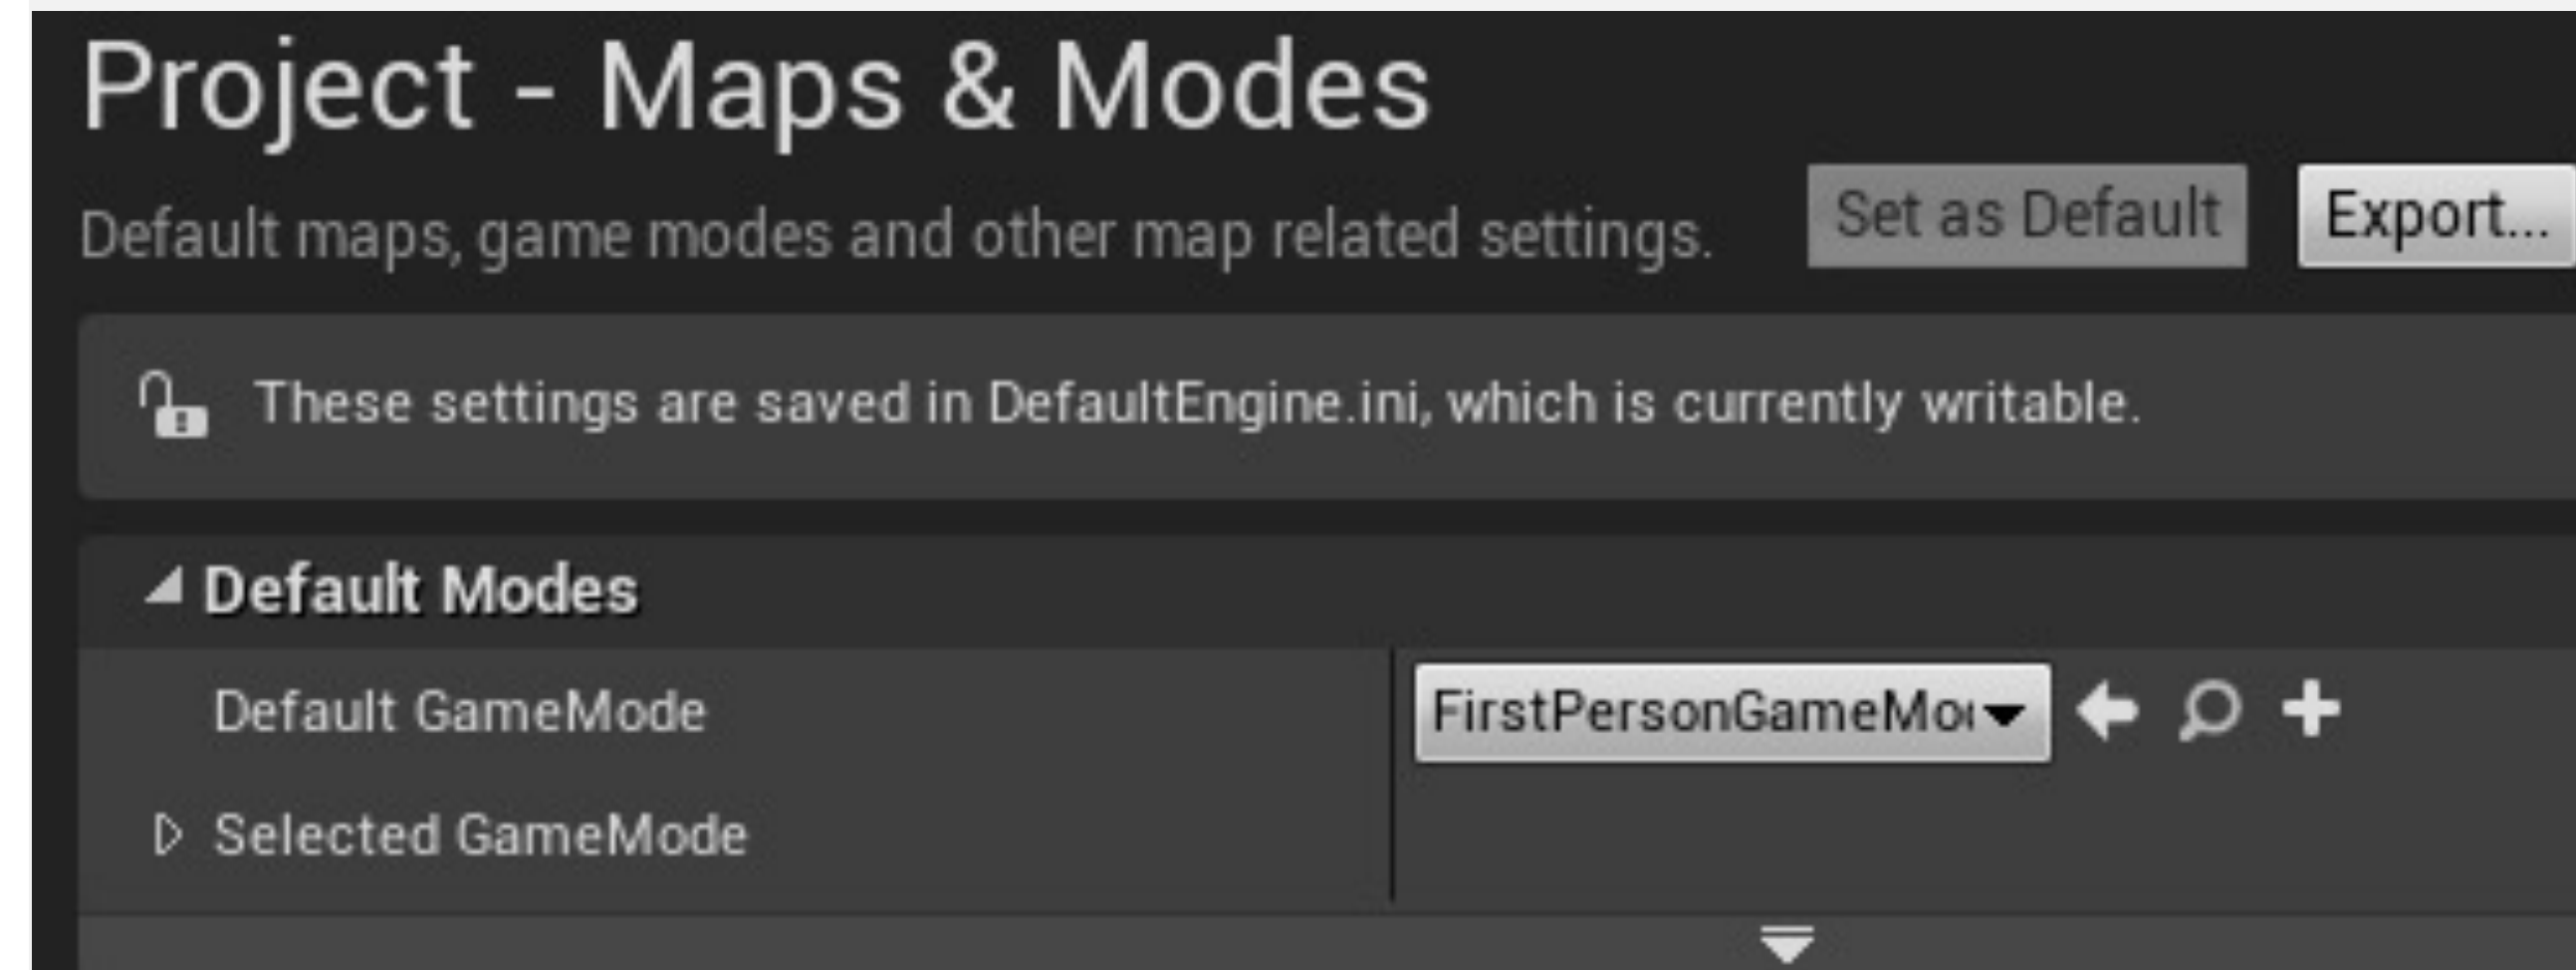 Project - Maps & Modes
Default maps, game modes and other map related settings.
Set as Default
Export...
These settings are saved in DefaultEngine.ini, which is currently writable.
Default Modes
Default GameMode
FirstPersonGameMo
Selected GameMode